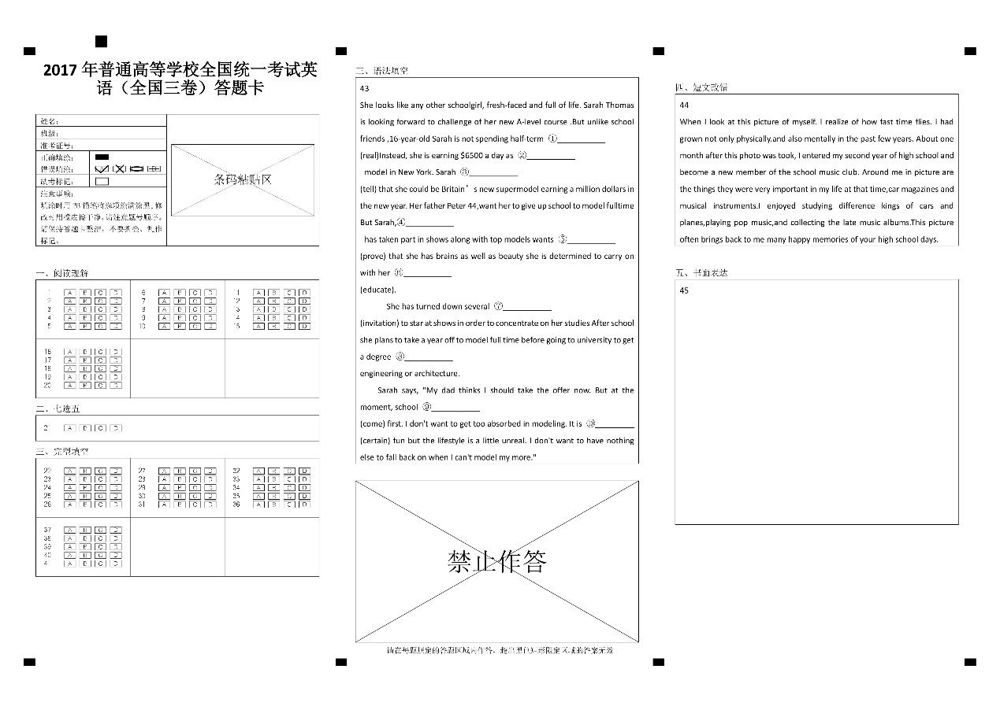 2017 年普通高等学校全国统一考试英
语（全国三卷）答题卡
姓名:
班级:
准考证号:
正确填涂:
错误填涂:
缺考标记:
条码粘贴区
注意事项:
填涂时用 2B 铅笔将选项涂满涂黑,修
改时用橡皮擦干净。请注意题号顺序。
请保持答题卡整洁，不要折叠、乱作
标记。
一、阅读理解
1 A B C D 6 A B C D 11 A B C D
2 A B C D 7 A B C D 12 A B C D
3 A B C D 8 A B C D 13 A B C D
4 A B C D 9 A B C D 14 A B C D
5 A B C D 10 A B C D 15 A B C D
16 A B C D
17 A B C D
18 A B C D
19 A B C D
20 A B C D
二、七选五
21 A B C D
三、完型填空
22 A B C D 27 A B C D 32 A B C D
23 A B C D 28 A B C D 33 A B C D
24 A B C D 29 A B C D 34 A B C D
25 A B C D 30 A B C D 35 A B C D
26 A B C D 31 A B C D 36 A B C D
37 A B C D
38 A B C D
39 A B C D
40 A B C D
4 A B C D
三、语法填空
43
She looks like any other schoolgirl, fresh-faced and full of life. Sarah Thomas
is looking forward to challenge of her new A-level course .But unlike school
friends ,16-year-old Sarah is not spending half-term ①___________
(real)Instead, she is earning $6500 a day as ②___________
model in New York. Sarah ③___________
(tell) that she could be Britain’s new supermodel earning a million dollars in
the new year. Her father Peter 44,want her to give up school to model fulltime
But Sarah,④___________
has taken part in shows along with top models wants ⑤___________
(prove) that she has brains as well as beauty she is determined to carry on
with her ⑥___________
(educate).
She has turned down several ⑦___________
(invitation) to star at shows in order to concentrate on her studies After school
she plans to take a year off to model full time before going to university to get
a degree ⑧___________
engineering or architecture.
Sarah says, "My dad thinks I should take the offer now. But at the
moment, school ⑨___________
(come) first. I don't want to get too absorbed in modeling. It is ⑩_________
(certain) fun but the lifestyle is a little unreal. I don't want to have nothing
else to fall back on when I can't model my more."
禁止作答
请在每题规定的答题区域内作答，超出黑色矩形限定区域的答案无效
四、短文改错
44
When I look at this picture of myself. I realize of how fast time flies. I had
grown not only physically.and also mentally in the past few years. About one
month after this photo was took, I entered my second year of high school and
become a new member of the school music club. Around me in picture are
the things they were very important in my life at that time,car magazines and
musical instruments.I enjoyed studying difference kings of cars and
planes,playing pop music,and collecting the late music albums.This picture
often brings back to me many happy memories of your high school days.
五、书面表达
45